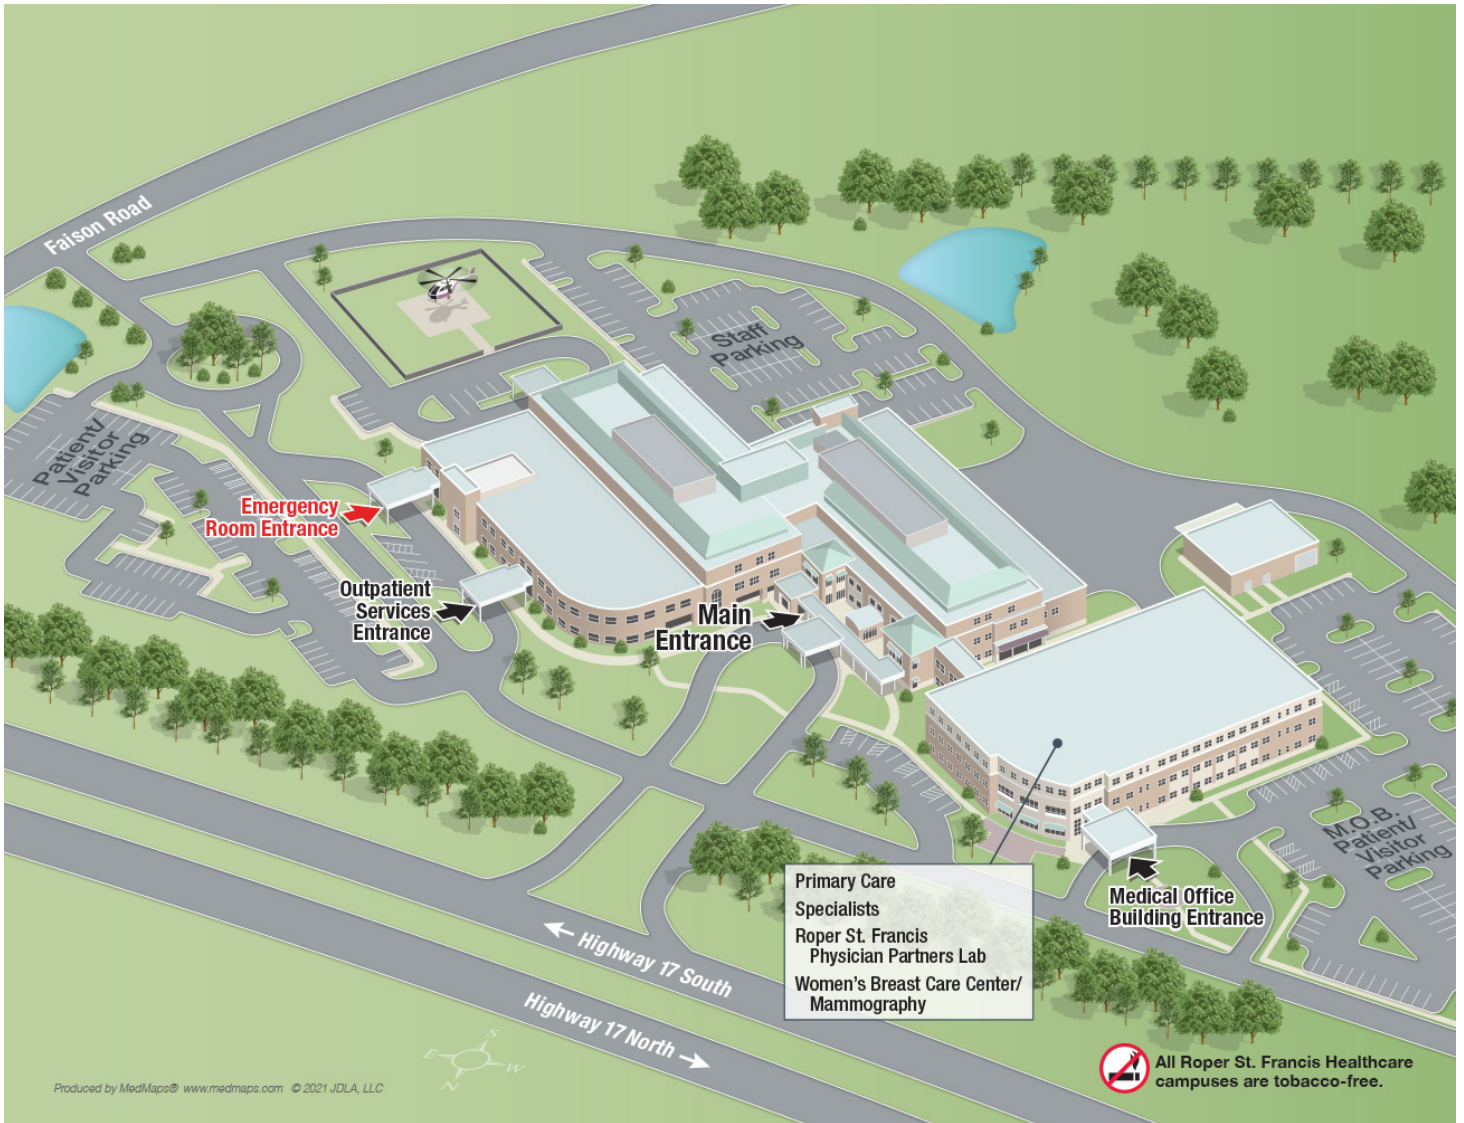 Faison Road
Staff
Parking
Patient/
Visitor
Parking
Emergency
Room Entrance
Outpatient
Services
Entrance
Main
Entrance
M.O.B.
Patient/
Visitor
Parking
Medical Office
Building Entrance
Primary Care
Specialists
Roper St. Francis
Physician Partners Lab
Women's Breast Care Center/
Mammography
Highway 17 South
Highway 17 North
S
E
W
N
Produced by MedMaps® www.medmaps.com © 2021 JDLA, LLC
All Roper St. Francis Healthcare
campuses are tobacco-free.